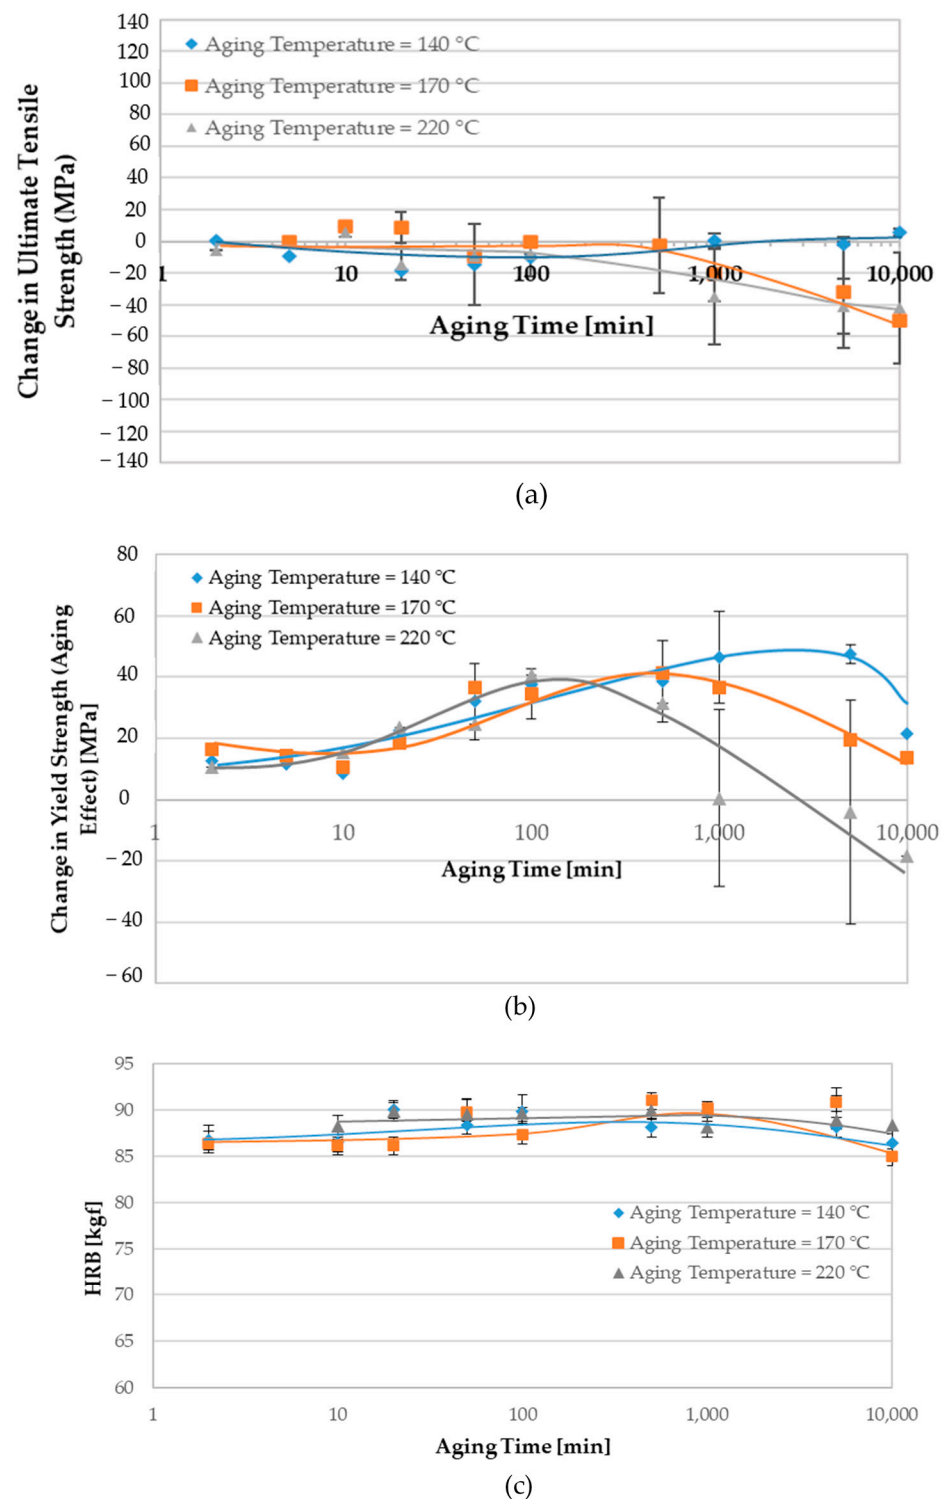 140
120
100
80
60
40
20
0
− 20
− 40
− 60
− 80
− 100
− 120
− 140
Change in Ultimate Tensile
Strength (MPa)
Aging Temperature = 140 °C
Aging Temperature = 170 °C
Aging Temperature = 220 °C
1
10
100
1,000
10,000
Aging Time [min]
(a)
80
60
40
20
0
− 20
− 40
− 60
Change in Yield Strength (Aging
Effect) [MPa]
Aging Temperature = 140 °C
Aging Temperature = 170 °C
Aging Temperature = 220 °C
1
10
100
1,000
10,000
Aging Time [min]
(b)
95
90
85
80
75
70
65
60
HRB [kgf]
Aging Temperature = 140 °C
Aging Temperature = 170 °C
Aging Temperature = 220 °C
1
10
100
1,000
10,000
Aging Time [min]
(c)